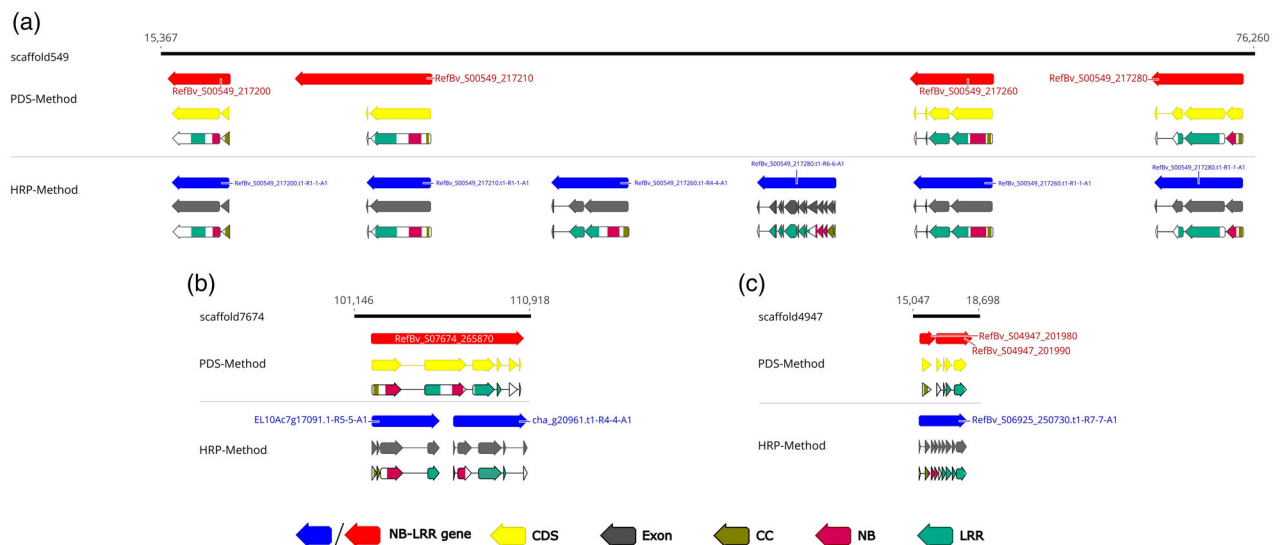 (a)
15,367
76,260
scaffold549
PDS-Method
RefBv_S00549_217200
RefBv_S00549_217210
RefBv_S00549_217260
RefBv_S00549_217280
HRP-Method
RefBv_S00549_217200.t1-R1-1-A1
RefBv_S00549_217210.t1-R1-1-A1
RefBv_S00549_217260.t1-R4-4-A1
RefBv_S00549_217280.t1-R6-6-A1
RefBv_S00549_217260.t1-R1-1-A1
RefBv_S00549_217280.t1-R1-1-A1
(b)
101,146
110,918
scaffold7674
RefBv_S07674_265870
PDS-Method
EL10Ac7g17091.1-R5-5-A1
cha_g20961.t1-R4-4-A1
HRP-Method
(c)
15,047
18,698
scaffold4947
RefBv_S04947_201980
RefBv_S04947_201990
PDS-Method
RefBv_S06925_250730.t1-R7-7-A1
HRP-Method
/
NB-LRR gene
CDS
Exon
CC
NB
LRR